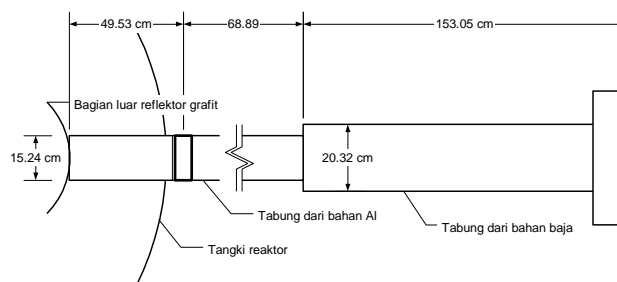 49.53 cm
68.89
153.05 cm
Bagian luar reflektor grafit
15.24 cm
20.32 cm
Tabung dari bahan Al
Tabung dari bahan baja
Tangki reaktor